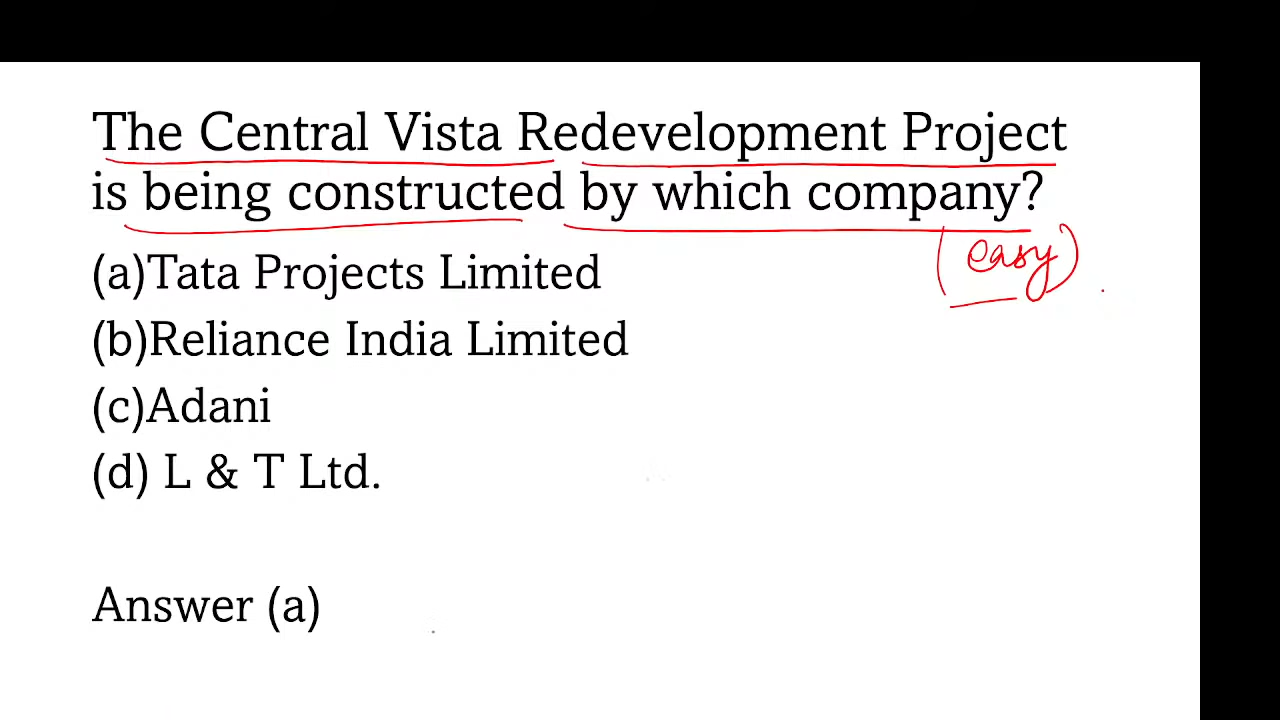 The Central Vista Redevelopment Project
is being constructed by which company?
(easy)
(a)Tata Projects Limited
(b)Reliance India Limited
(c)Adani
(d) L & T Ltd.
Answer (a)